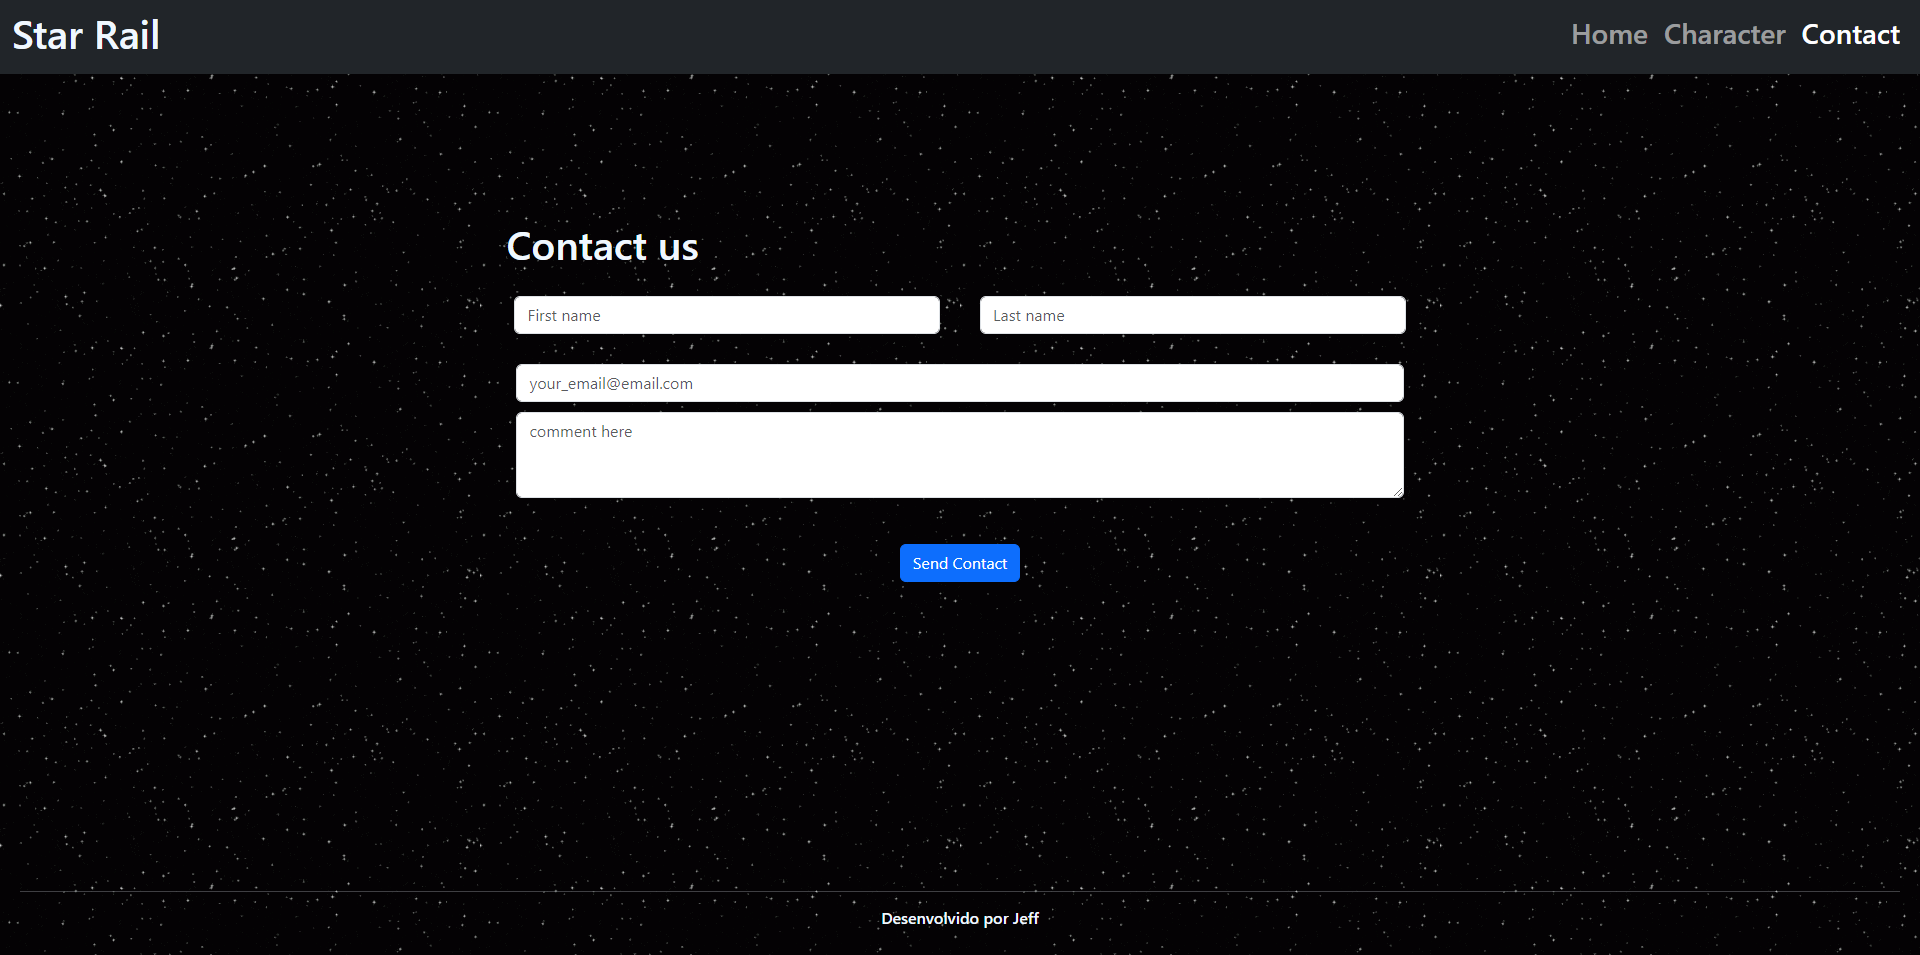 Star Rail
Home Character Contact
Contact us
First name
Last name
your_email@email.com
comment here
Send Contact
Desenvolvido por Jeff